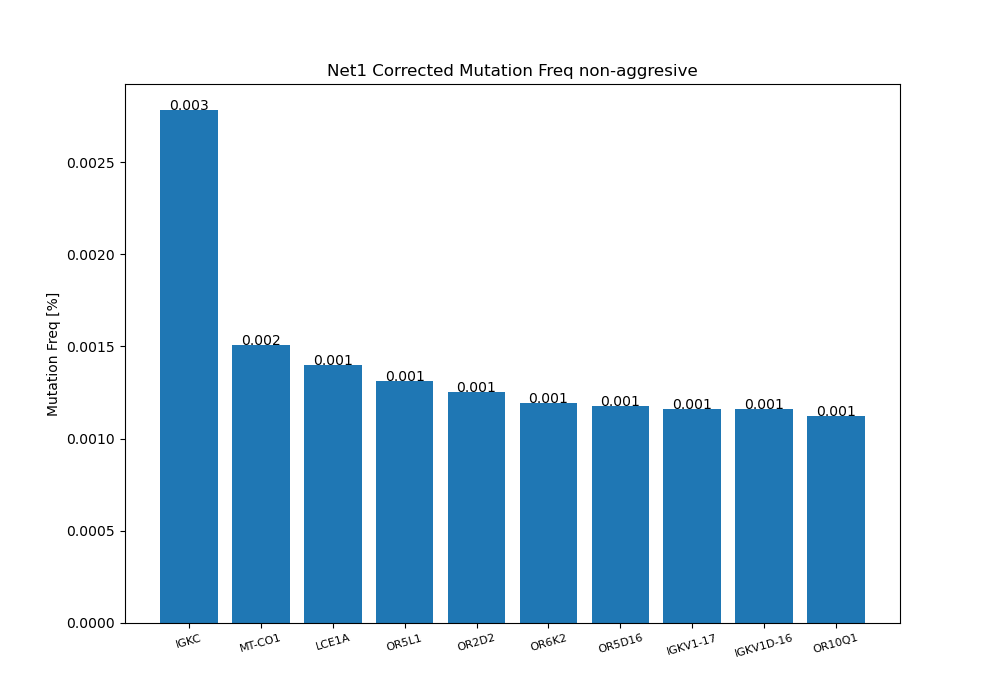 Net1 Corrected Mutation Freq non-aggresive
Mutation Freq [%]
0.0025
0.0020
0.0015
0.0010
0.0005
0.0000
0.003
0.002
0.001
0.001
0.001
0.001
0.001
0.001
0.001
0.001
IGKC
MT-CO1
LCE1A
OR5L1
OR2D2
OR6K2
OR5D16
IGKV1-17
IGKV1D-16
OR10Q1